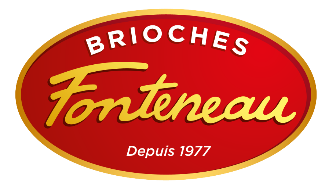 BRIOCHES
Fonteneau
Depuis 1977